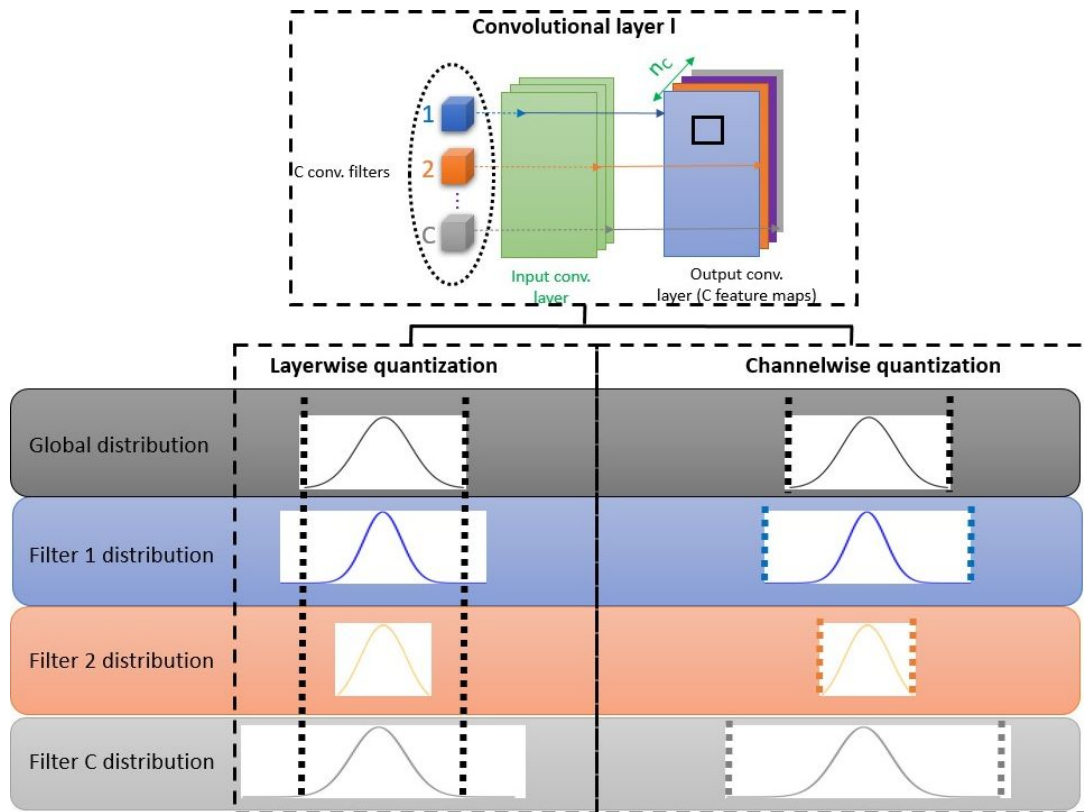 Convolutional layer l
n_C
1
2
C
C conv. filters
Input conv.
layer
Output conv.
layer (C feature maps)
Layerwise quantization
Channelwise quantization
Global distribution
Filter 1 distribution
Filter 2 distribution
Filter C distribution